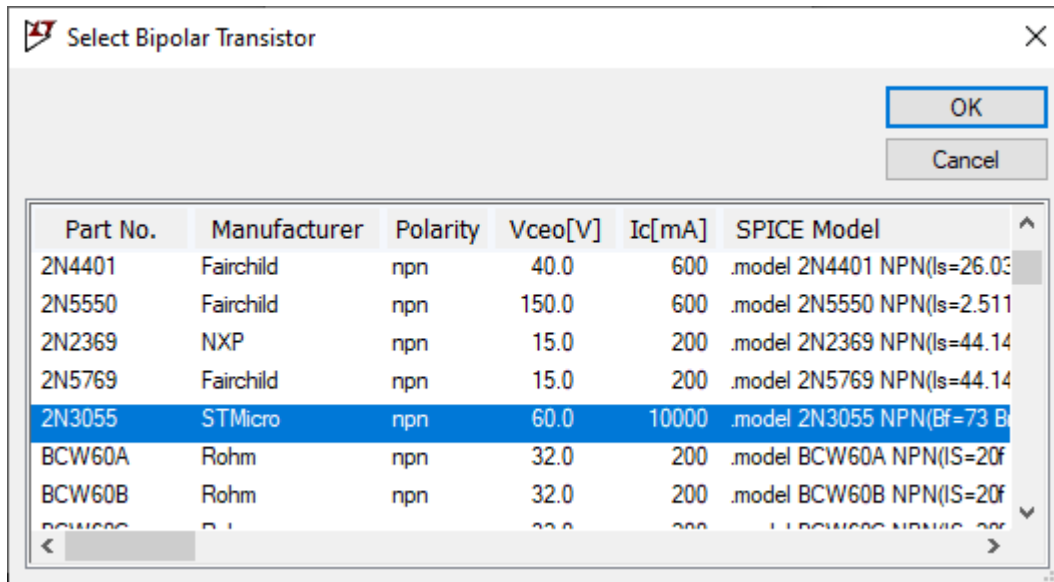 Select Bipolar Transistor
OK
Cancel
Part No. Manufacturer Polarity Vceo[V] Ic[mA] SPICE Model
2N4401 Fairchild npn 40.0 600 .model 2N4401 NPN(Is=26.03
2N5550 Fairchild npn 150.0 600 .model 2N5550 NPN(Is=2.511
2N2369 NXP npn 15.0 200 .model 2N2369 NPN(Is=44.14
2N5769 Fairchild npn 15.0 200 .model 2N5769 NPN(Is=44.14
2N3055 STMicro npn 60.0 10000 .model 2N3055 NPN(Bf=73 Br
BCW60A Rohm npn 32.0 200 .model BCW60A NPN(IS=20f
BCW60B Rohm npn 32.0 200 .model BCW60B NPN(IS=20f